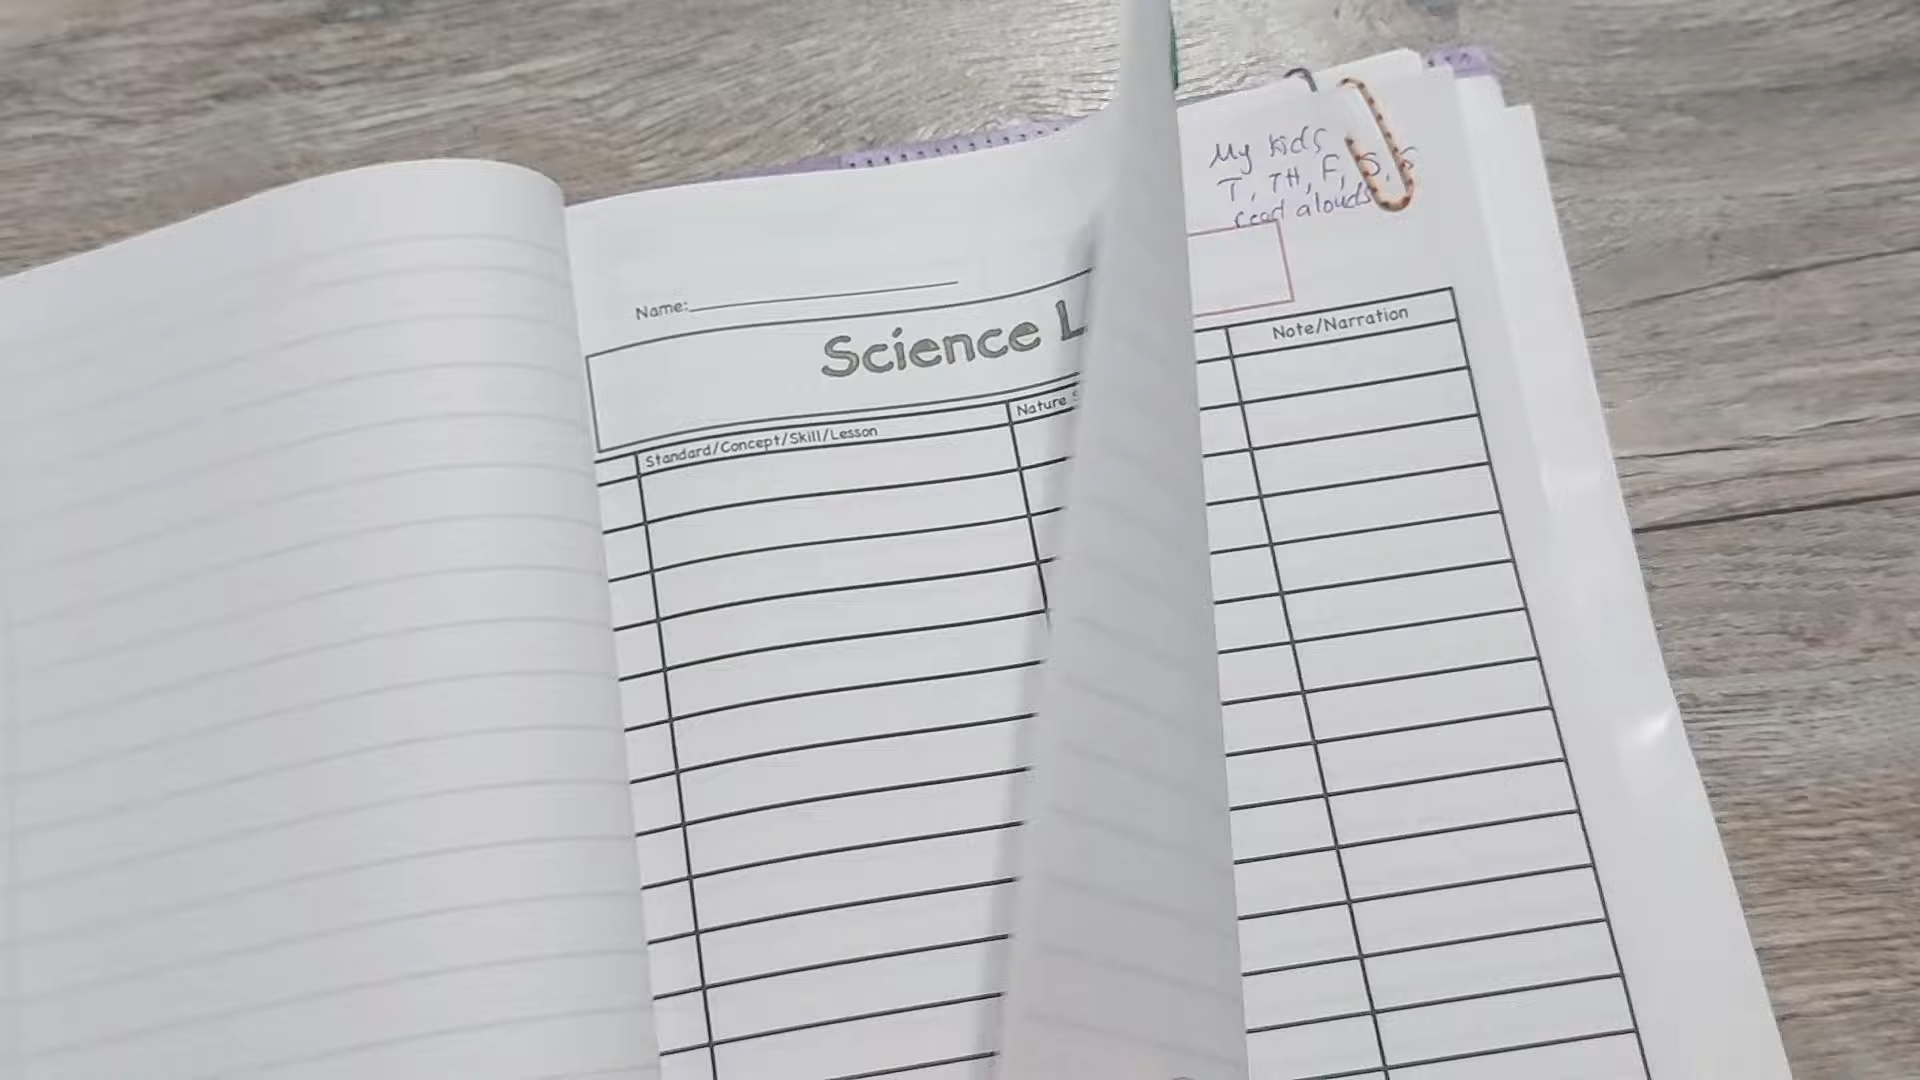 My kids
T, TH, F, S,
read alouds
Name:
Science L
Standard/Concept/Skill/Lesson
Nature S
Note/Narration